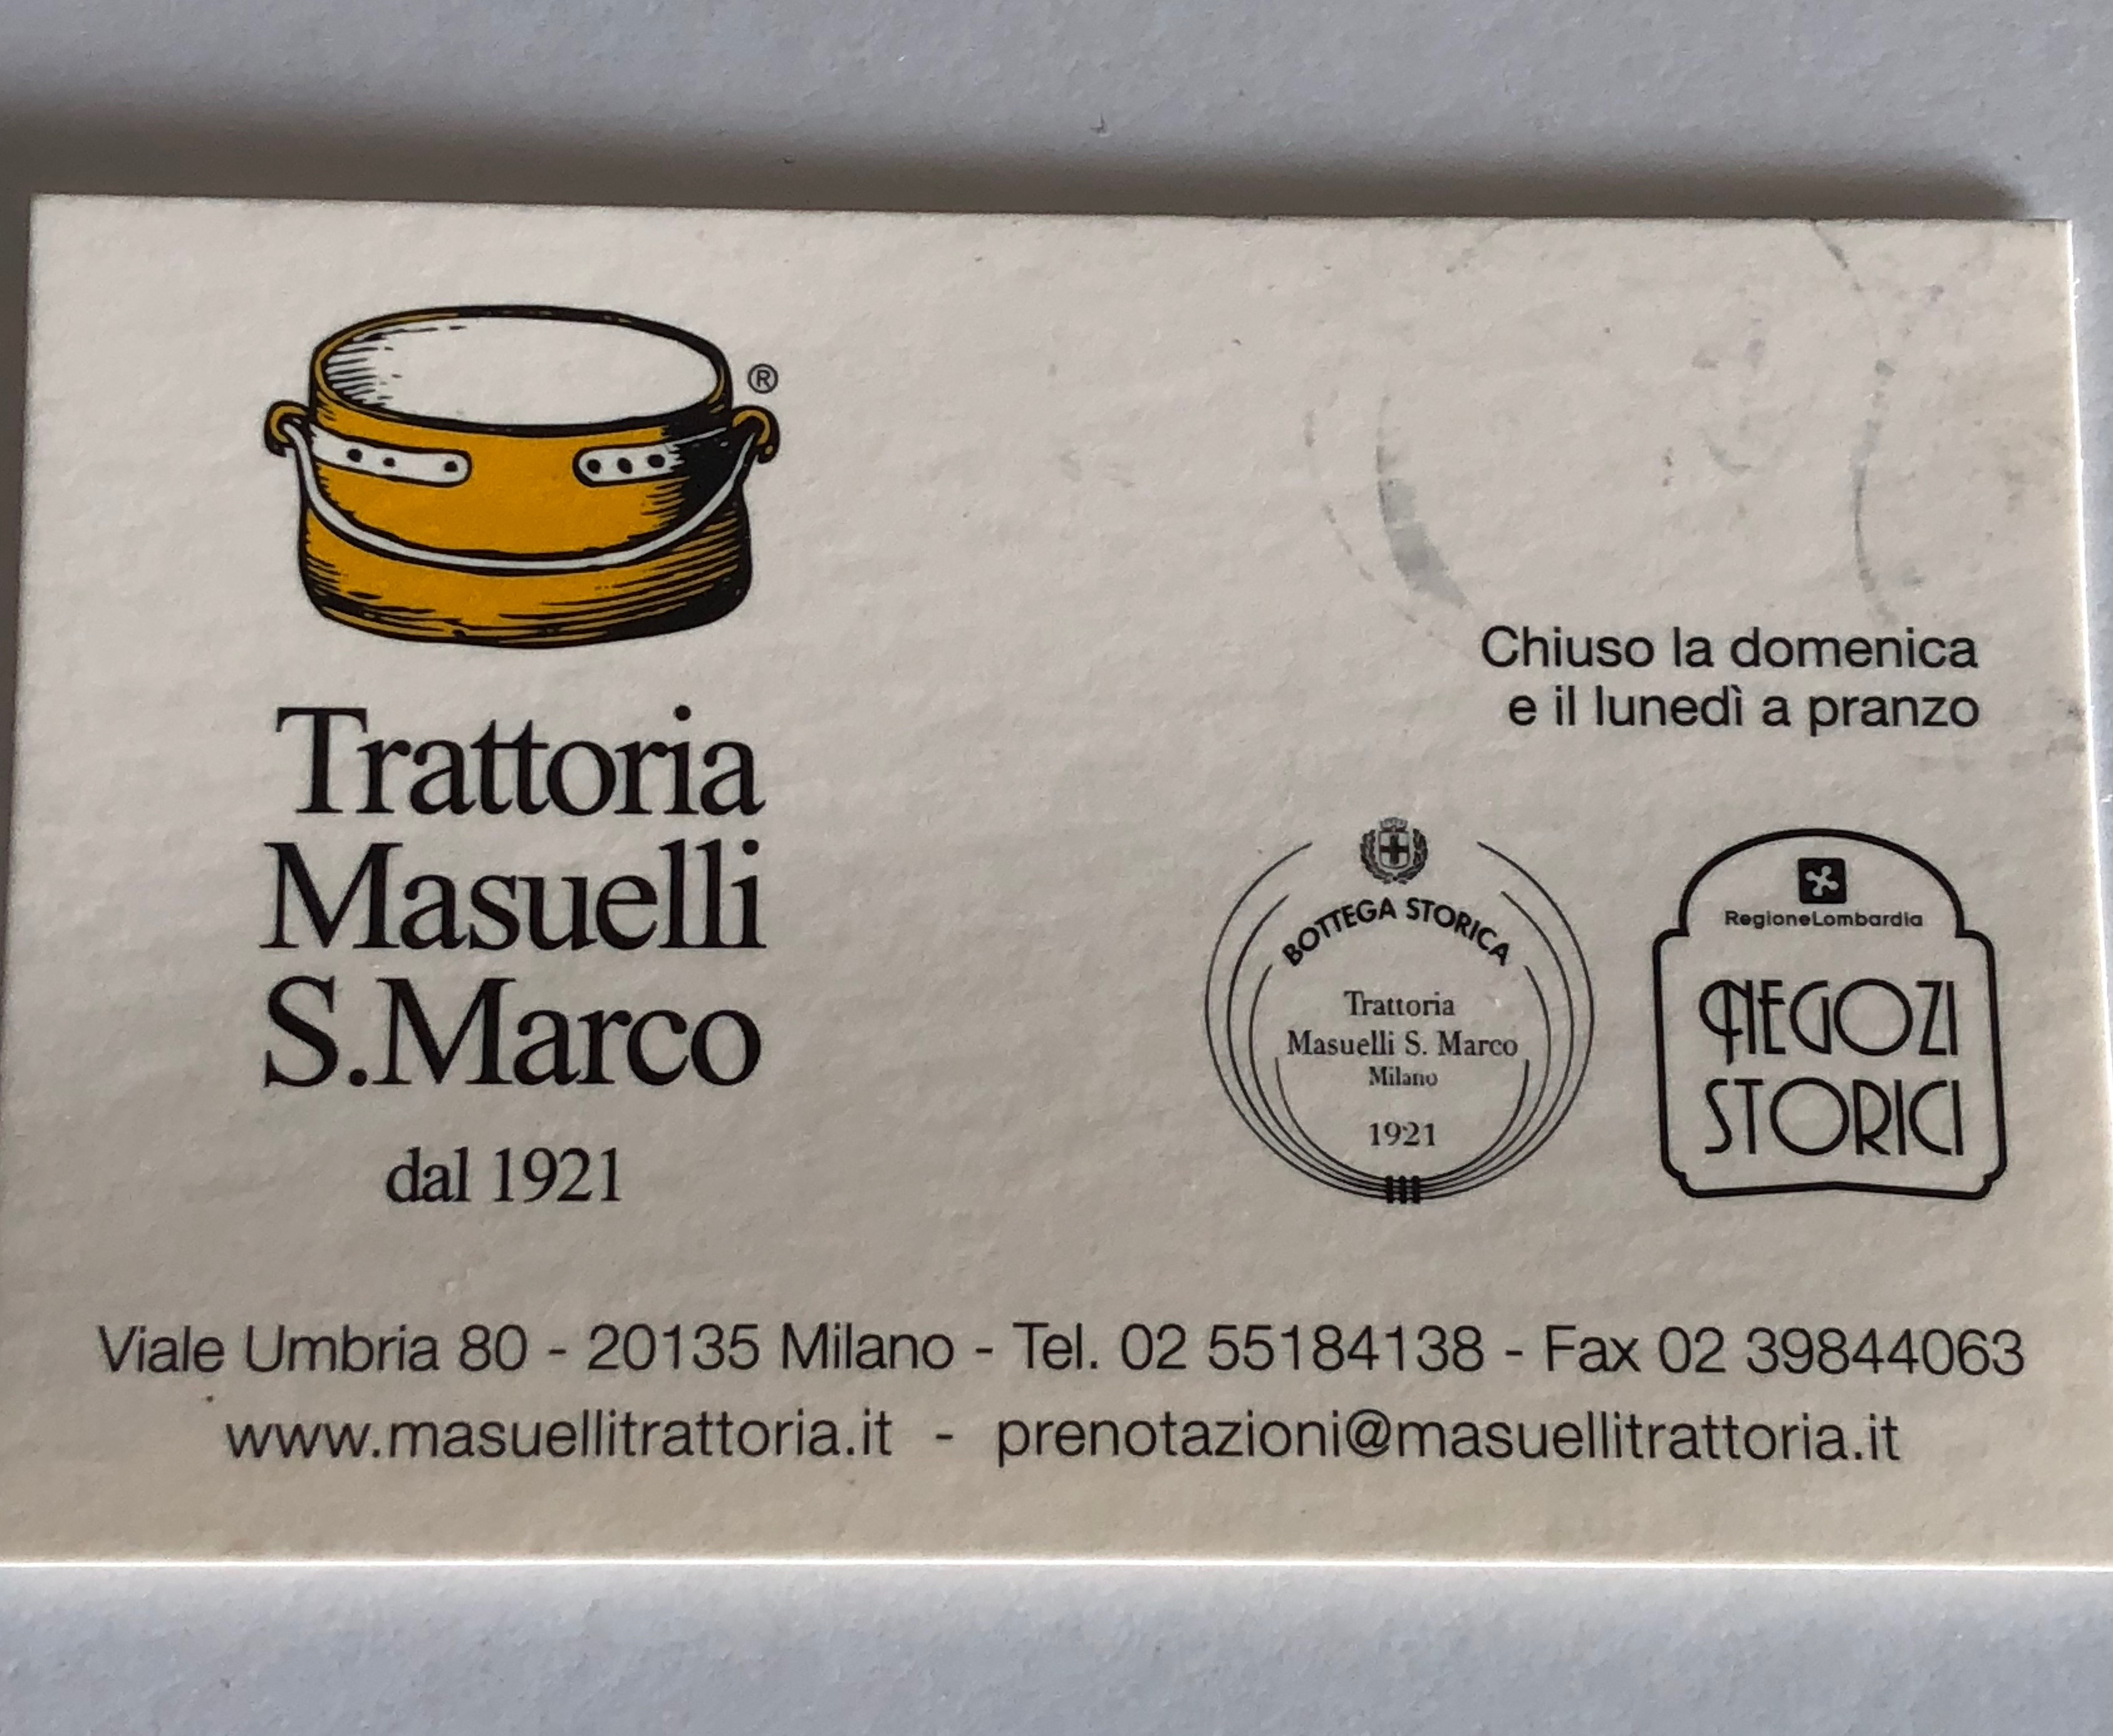 ®
Trattoria
Masuelli
S.Marco
dal 1921
Chiuso la domenica
e il lunedì a pranzo
BOTTEGA STORICA
Trattoria
Masuelli S. Marco
Milano
1921
RegioneLombardia
NEGOZI
STORICI
Viale Umbria 80 - 20135 Milano - Tel. 02 55184138 - Fax 02 39844063
www.masuellitrattoria.it - prenotazioni@masuellitrattoria.it